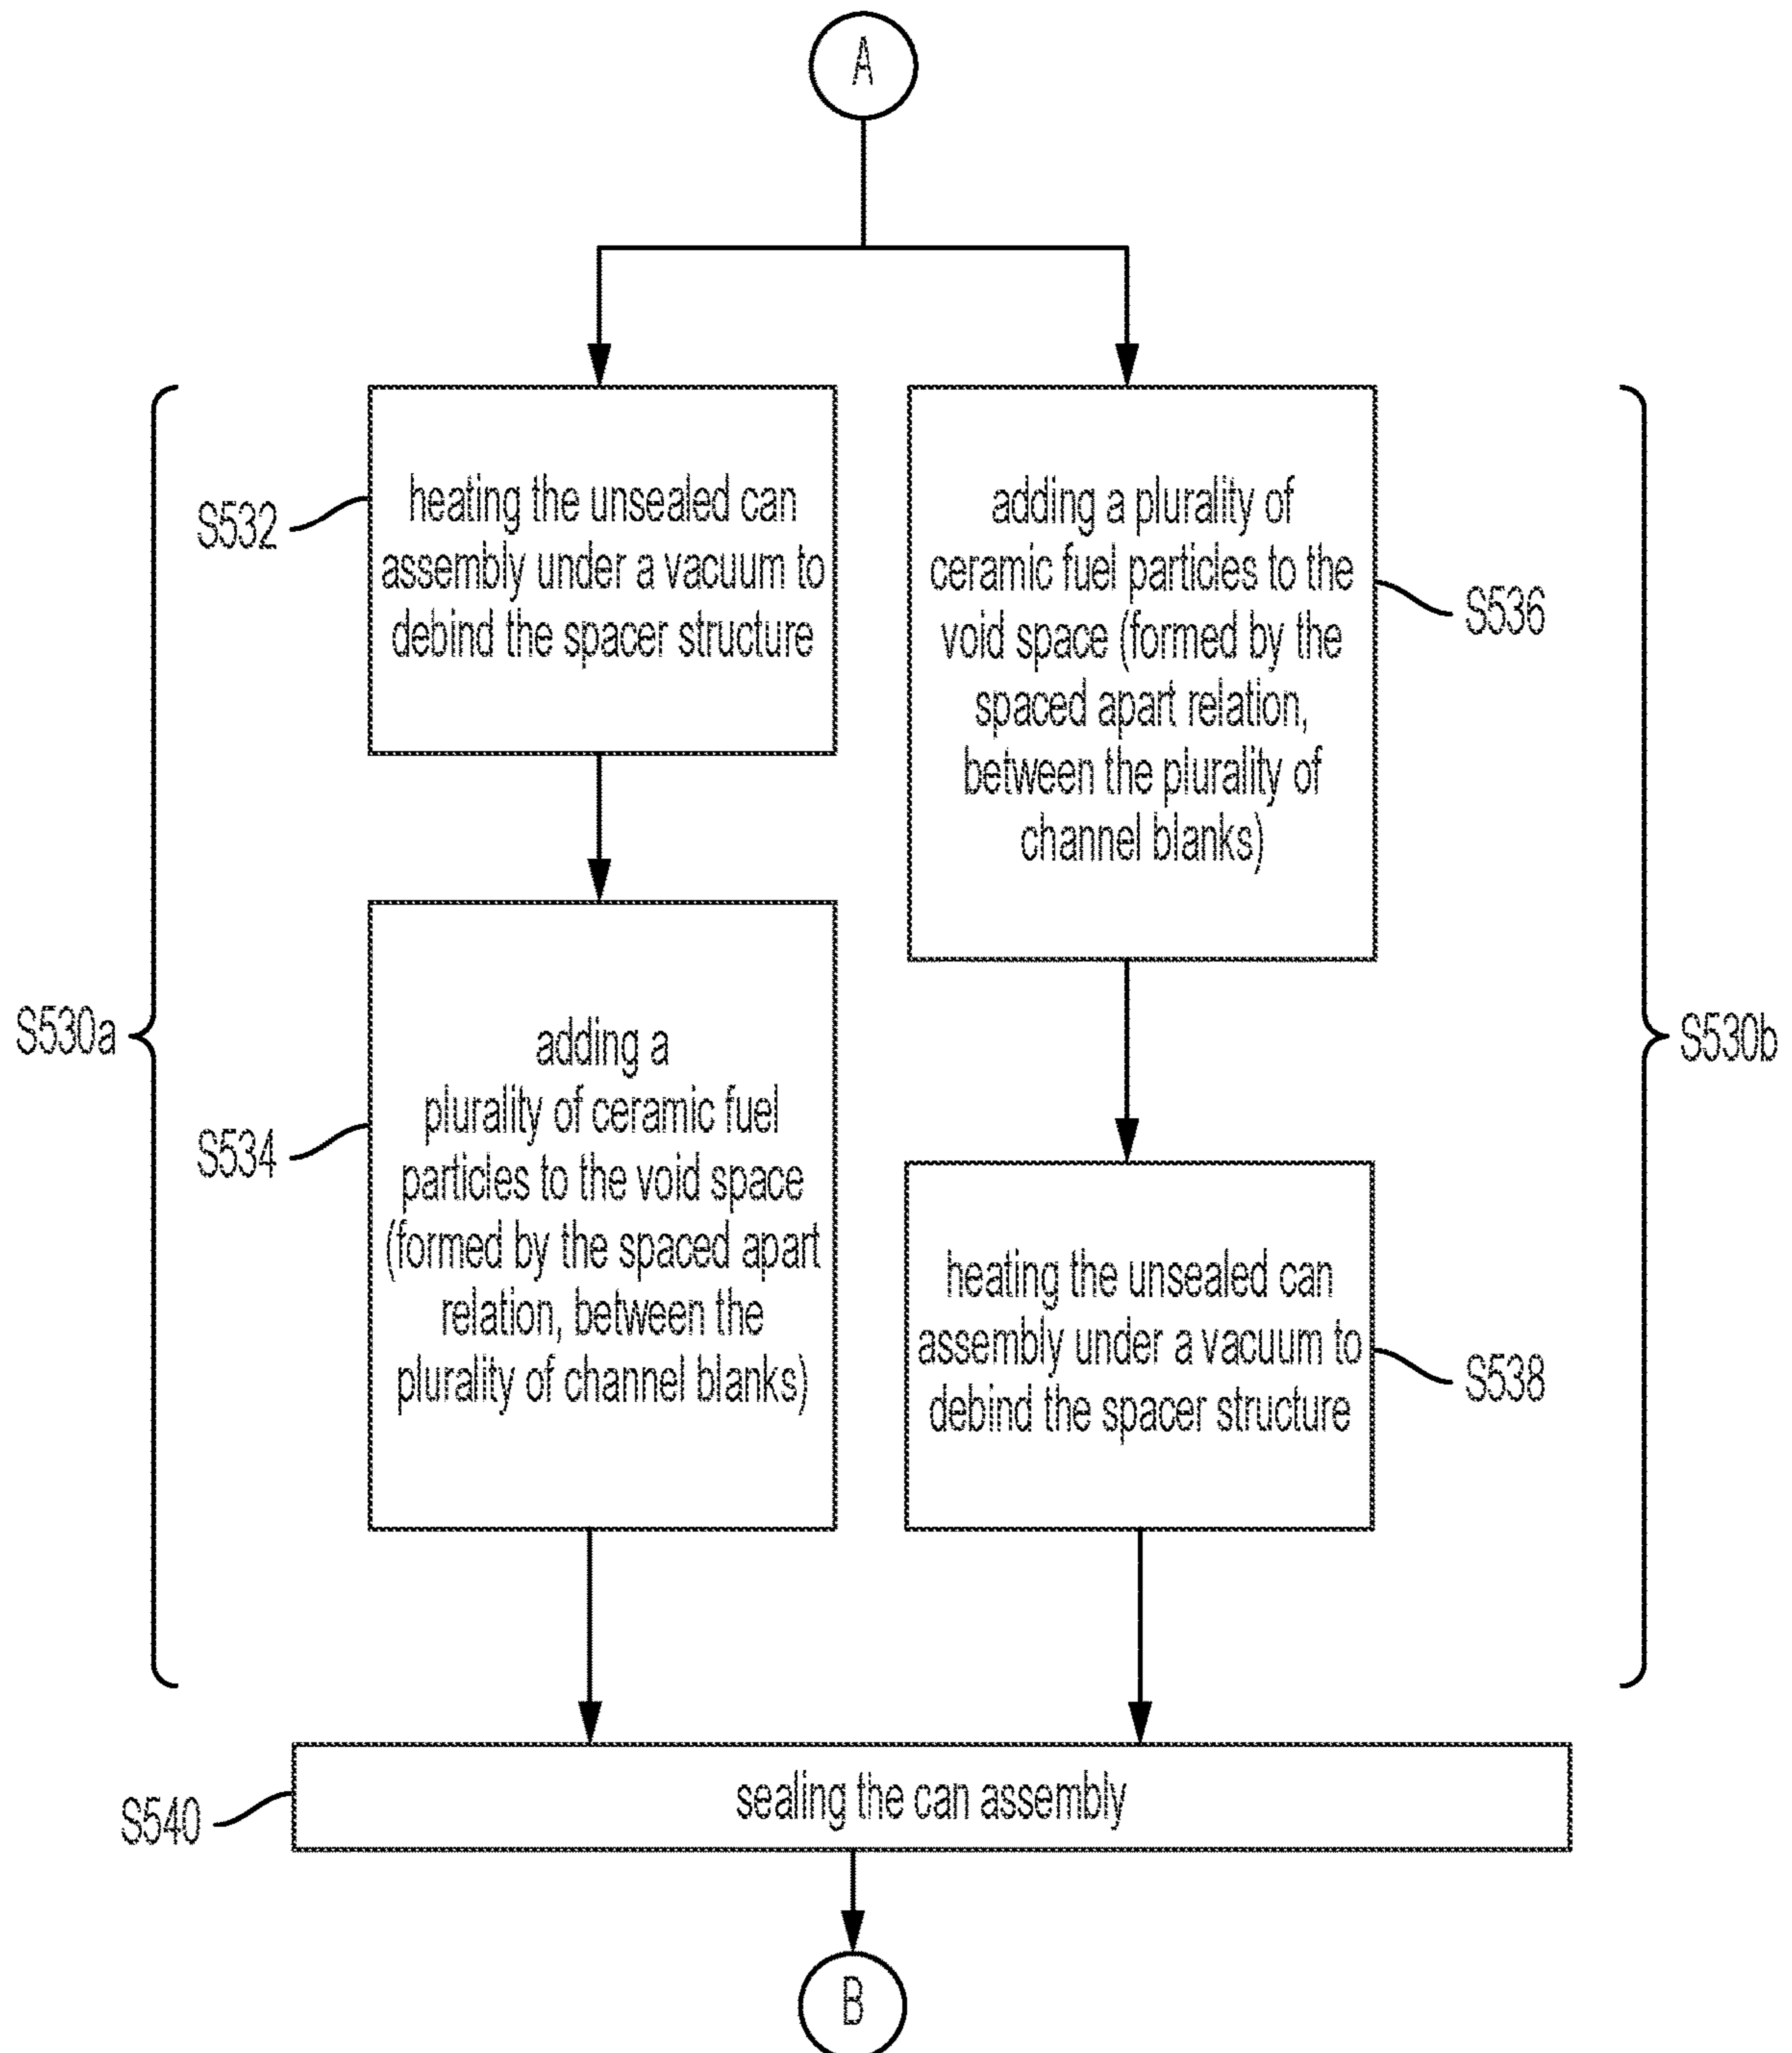 A
S532
heating the unsealed can
assembly under a vacuum to
debind the spacer structure
adding a plurality of
ceramic fuel particles to the
void space (formed by the
spaced apart relation,
between the plurality of
channel blanks)
S536
S530a
S534
adding a
plurality of ceramic fuel
particles to the void space
(formed by the spaced apart
relation, between the
plurality of channel blanks)
heating the unsealed can
assembly under a vacuum to
debind the spacer structure
S538
S530b
S540
sealing the can assembly
B